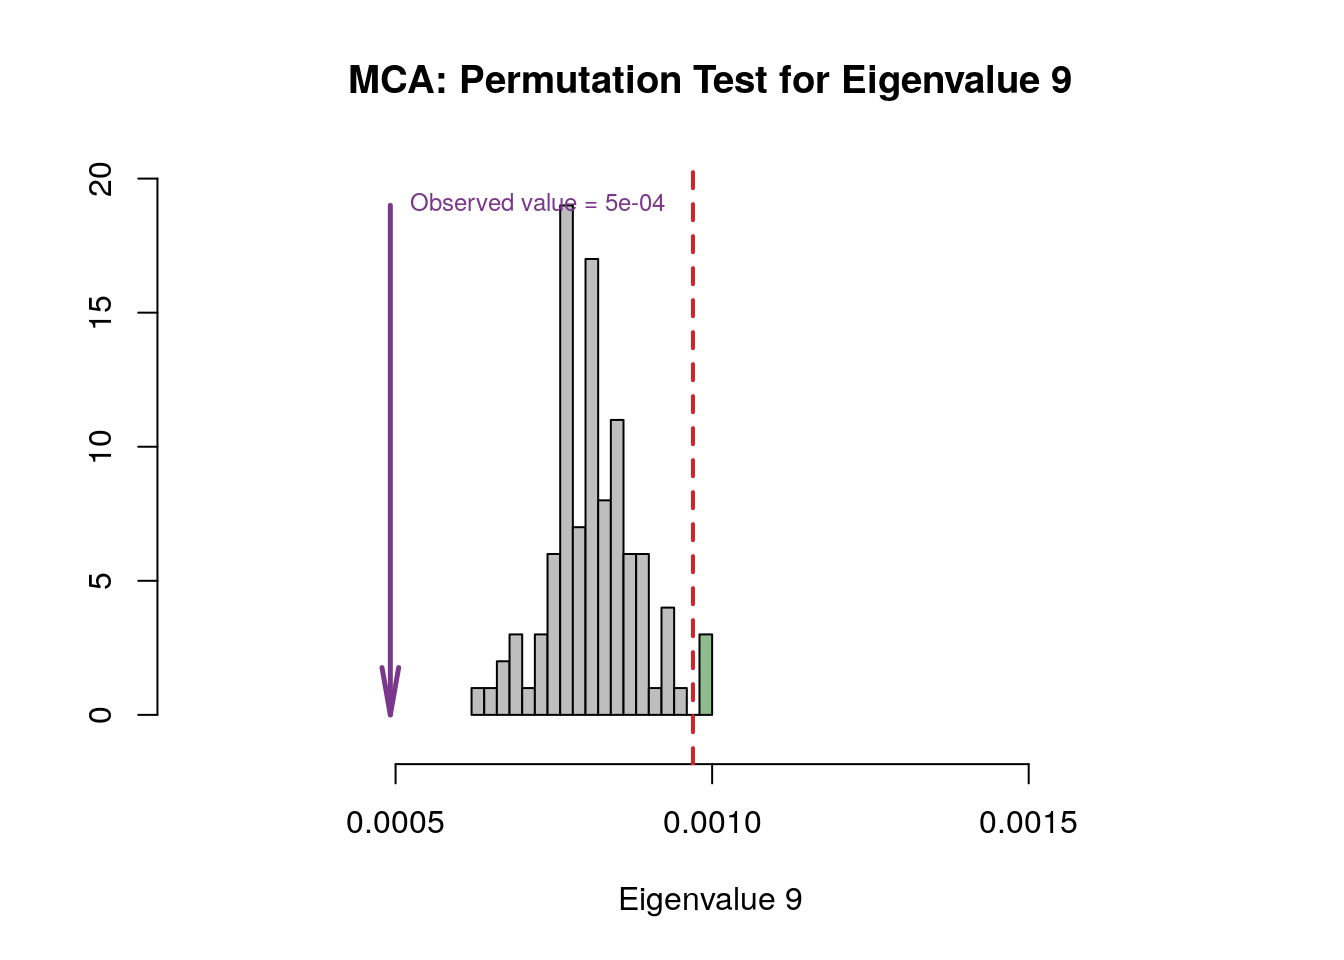 MCA: Permutation Test for Eigenvalue 9
20
15
10
5
0
Observed value = 5e-04
0.0005 0.0010 0.0015
Eigenvalue 9